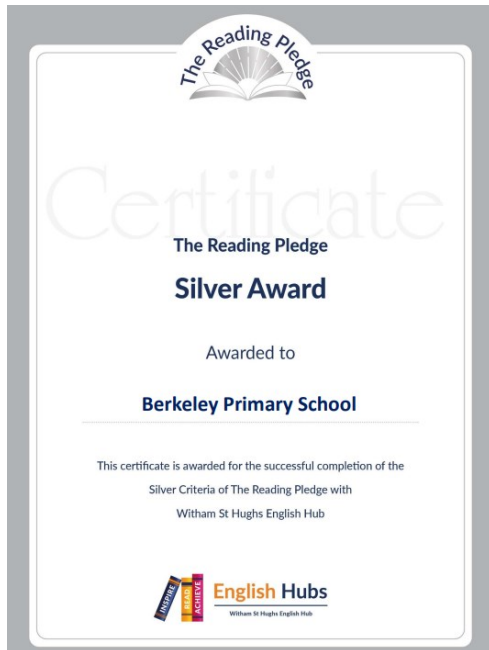 The Reading Pledge
Certificate
The Reading Pledge
Silver Award
Awarded to
Berkeley Primary School
This certificate is awarded for the successful completion of the
Silver Criteria of The Reading Pledge with
Witham St Hughs English Hub
INSPIRE
READ
ACHIEVE
English Hubs
Witham St Hughs English Hub